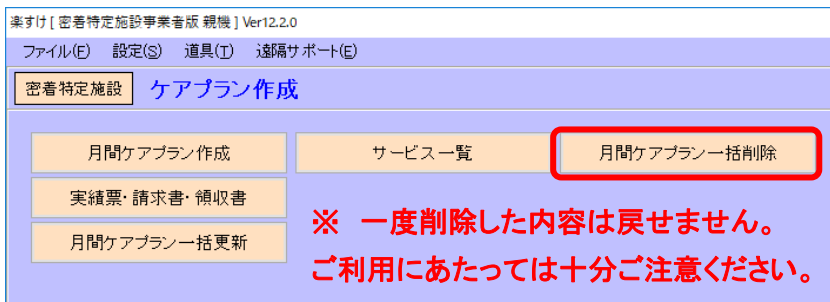 楽すけ [ 密着特定施設事業者版 親機 ] Ver12.2.0
ファイル(F) 設定(S) 道具(T) 遠隔サポート(E)
密着特定施設 ケアプラン作成
月間ケアプラン作成 サービス一覧 月間ケアプラン一括削除
実績票・請求書・領収書
月間ケアプラン一括更新
※ 一度削除した内容は戻せません。
ご利用にあたっては十分ご注意ください。